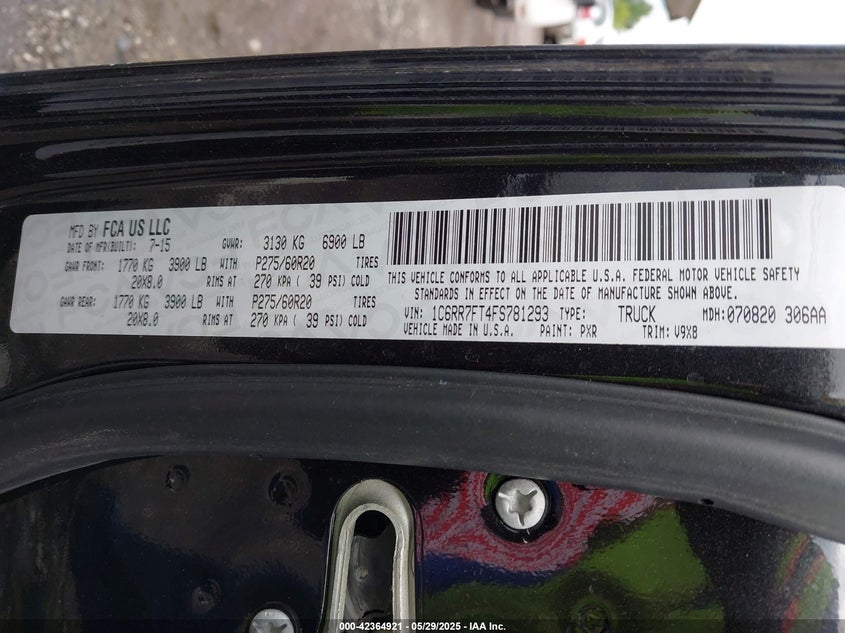 MFD BY FCA US LLC
DATE OF MFR(BUILT): 7-15 GVWR: 3130 KG 6900 LB
GAWR FRONT: 1770 KG 3900 LB WITH P275/60R20 TIRES
20X8.0 RIMS AT 270 KPA ( 39 PSI) COLD
GAWR REAR: 1770 KG 3900 LB WITH P275/60R20 TIRES
20X8.0 RIMS AT 270 KPA ( 39 PSI) COLD
THIS VEHICLE CONFORMS TO ALL APPLICABLE U.S.A. FEDERAL MOTOR VEHICLE SAFETY
STANDARDS IN EFFECT ON THE DATE OF MANUFACTURE SHOWN ABOVE.
VIN: 1C6RR7FT4FS781293 TYPE: TRUCK MDH: 070820 306AA
VEHICLE MADE IN U.S.A. PAINT: PXR TRIM: V9X8
000-42364921 - 05/29/2025 - IAA Inc.